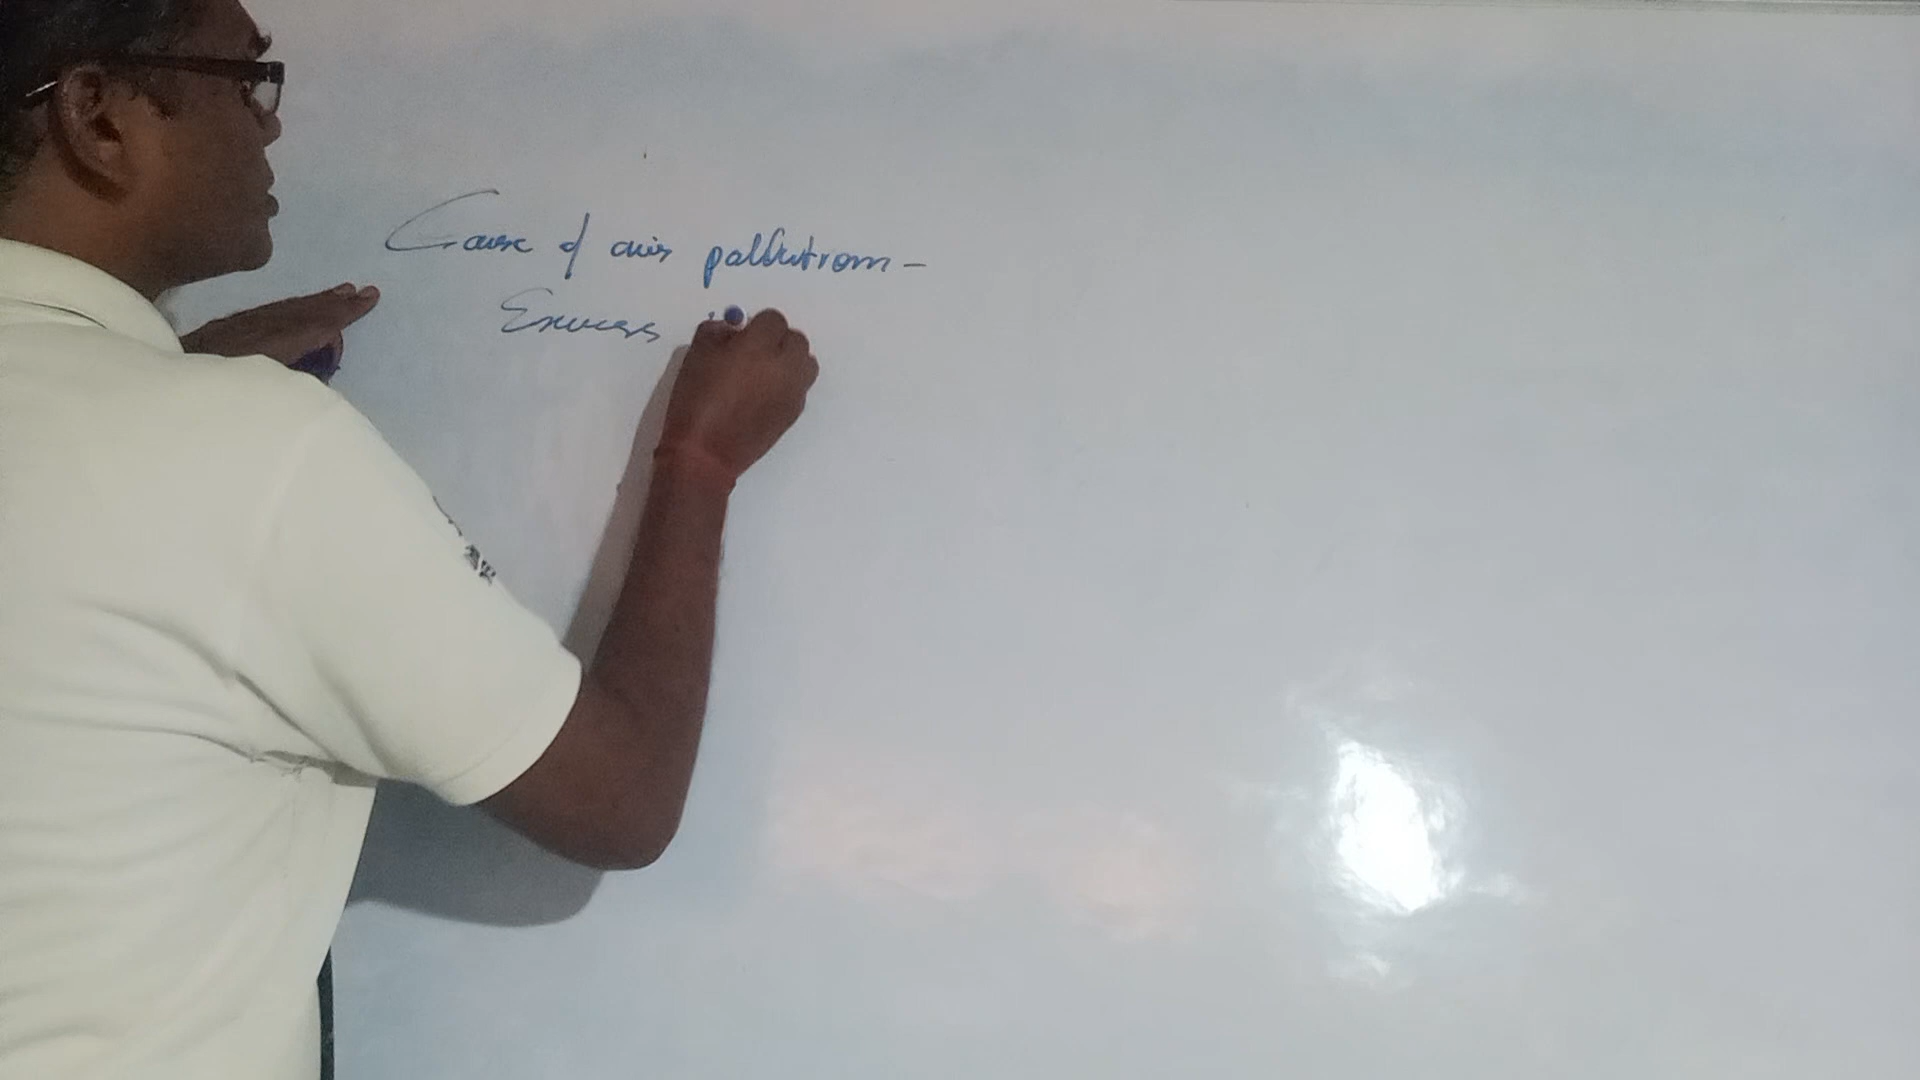 Cause of air pollution -
Excess